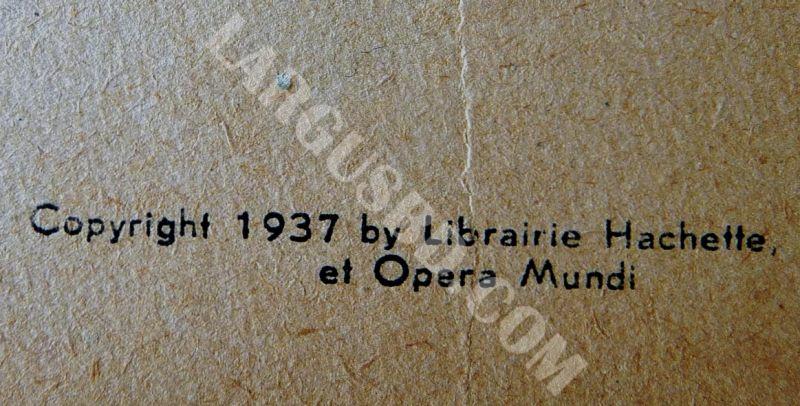 Copyright 1937 by Librairie Hachette,
et Opera Mundi
LARGUSBD.COM